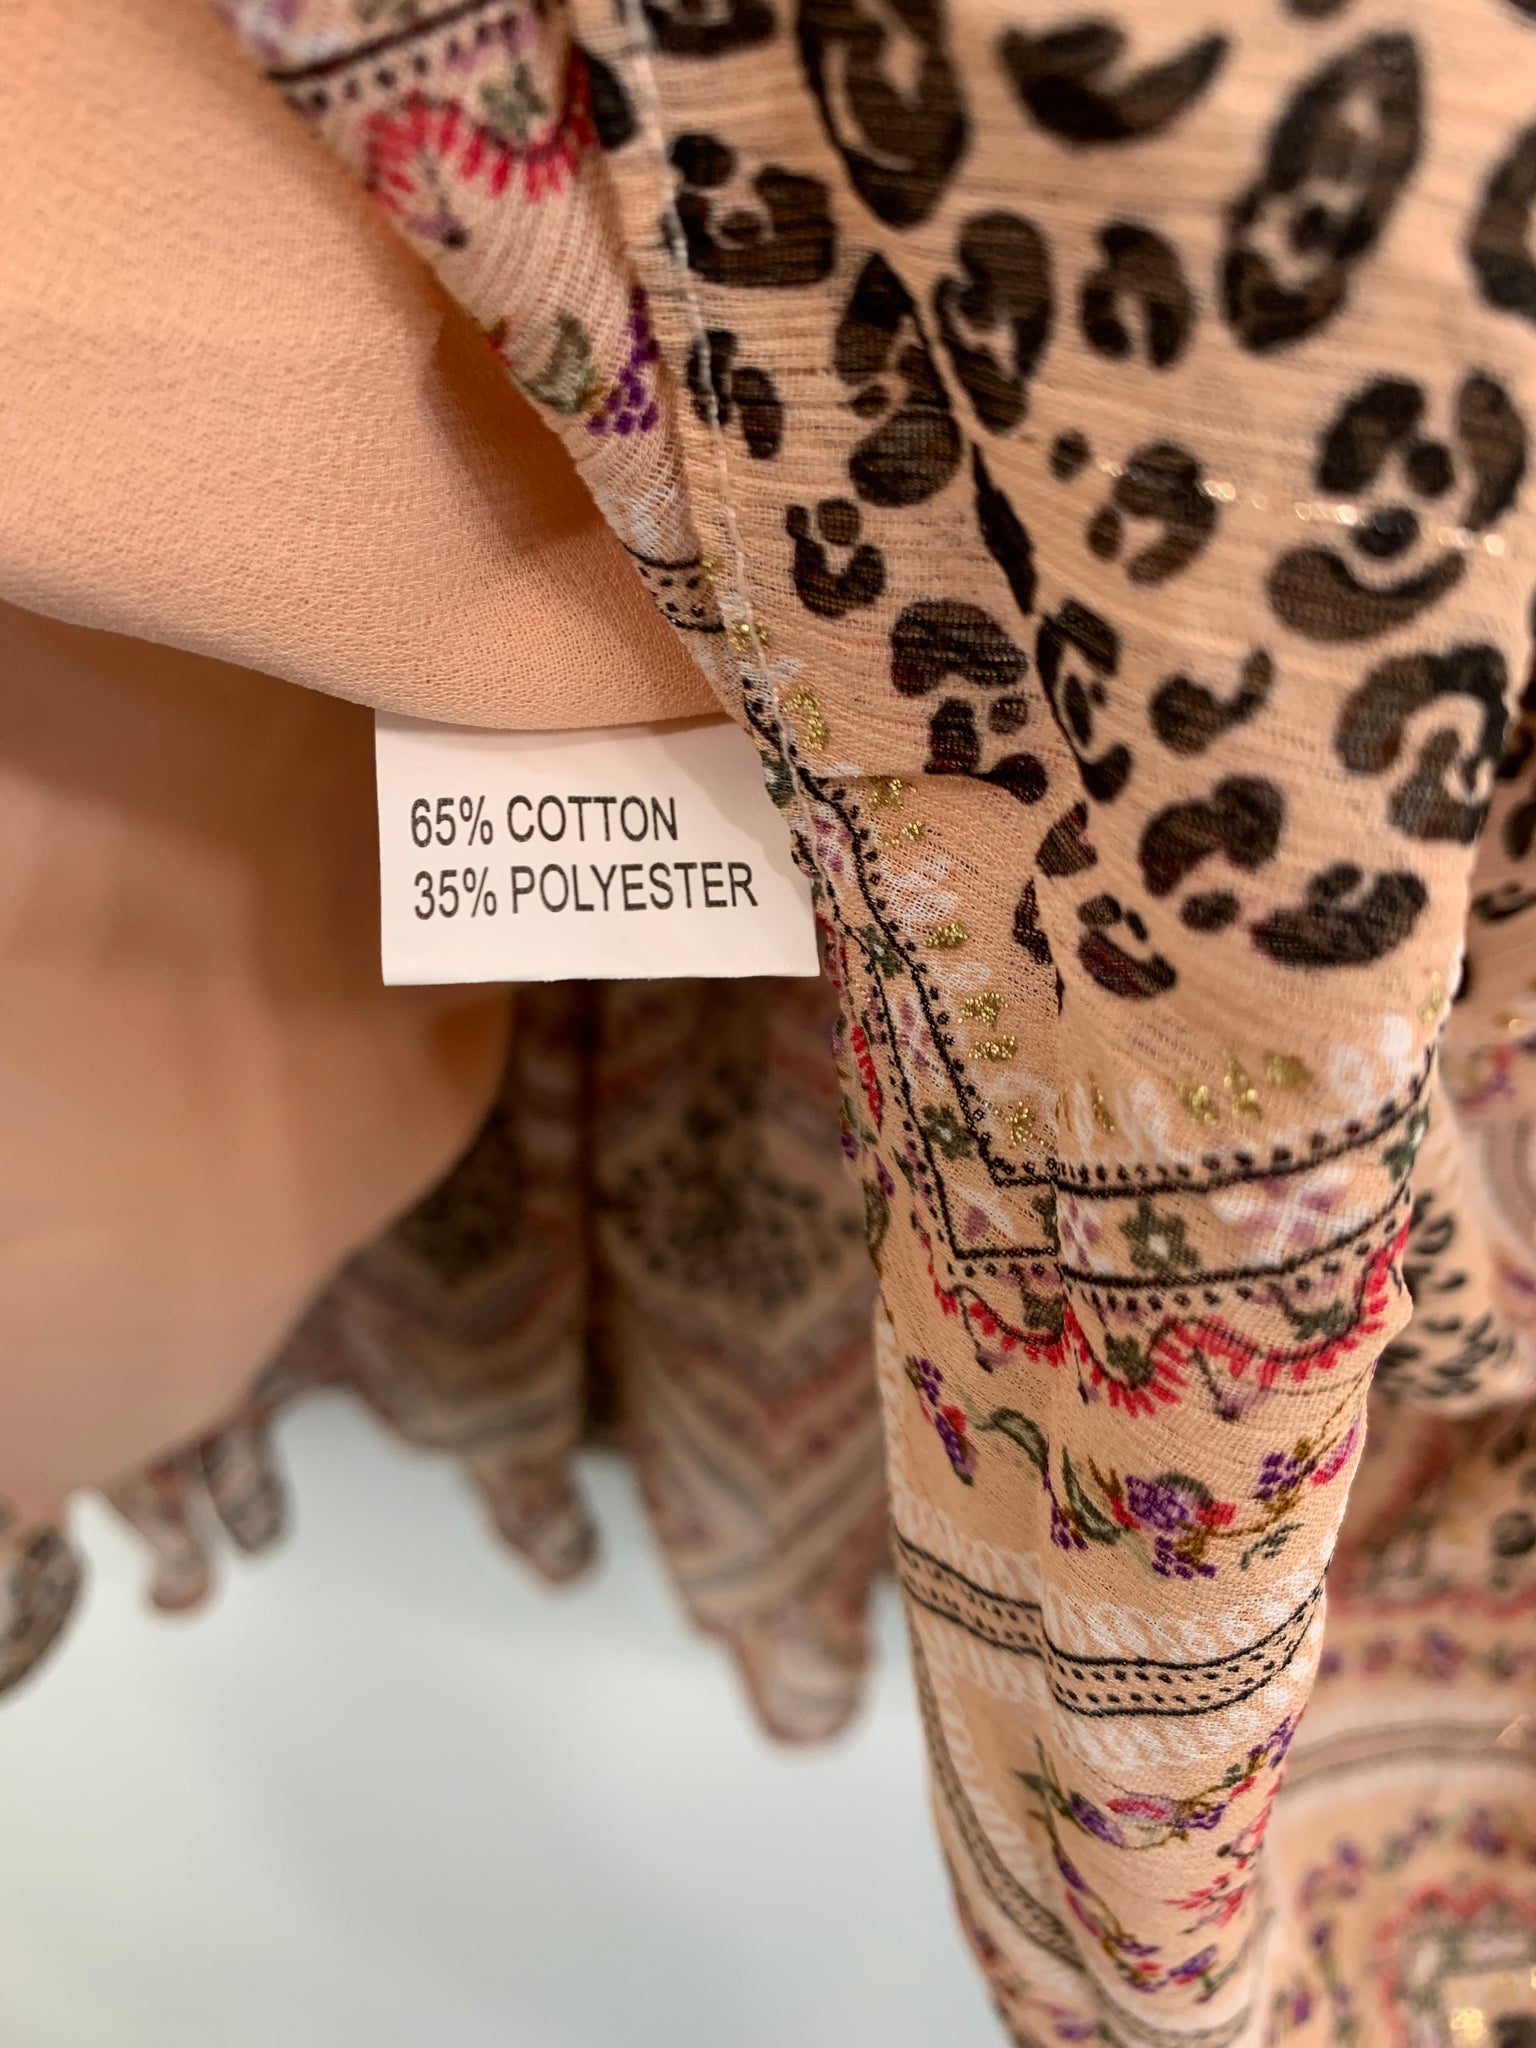 65% COTTON
35% POLYESTER